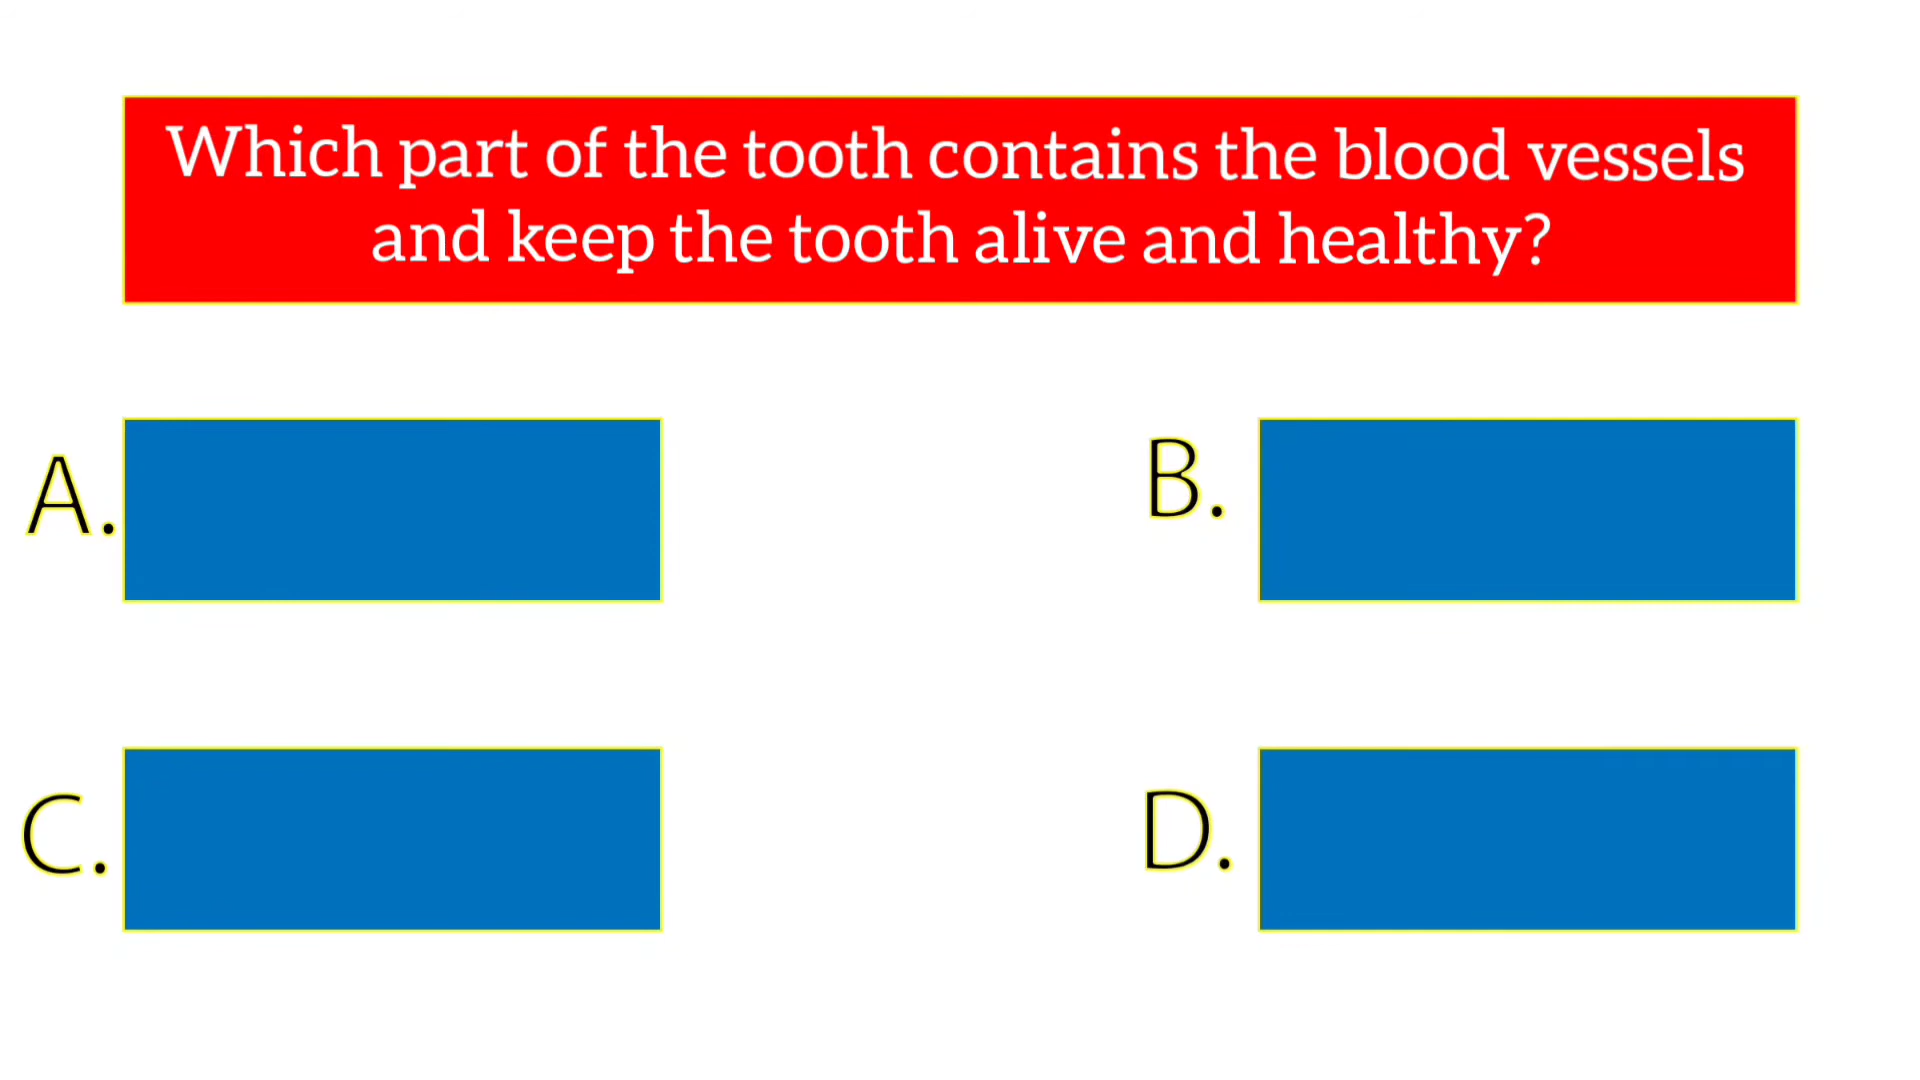 Which part of the tooth contains the blood vessels
and keep the tooth alive and healthy?
A.
B.
C.
D.